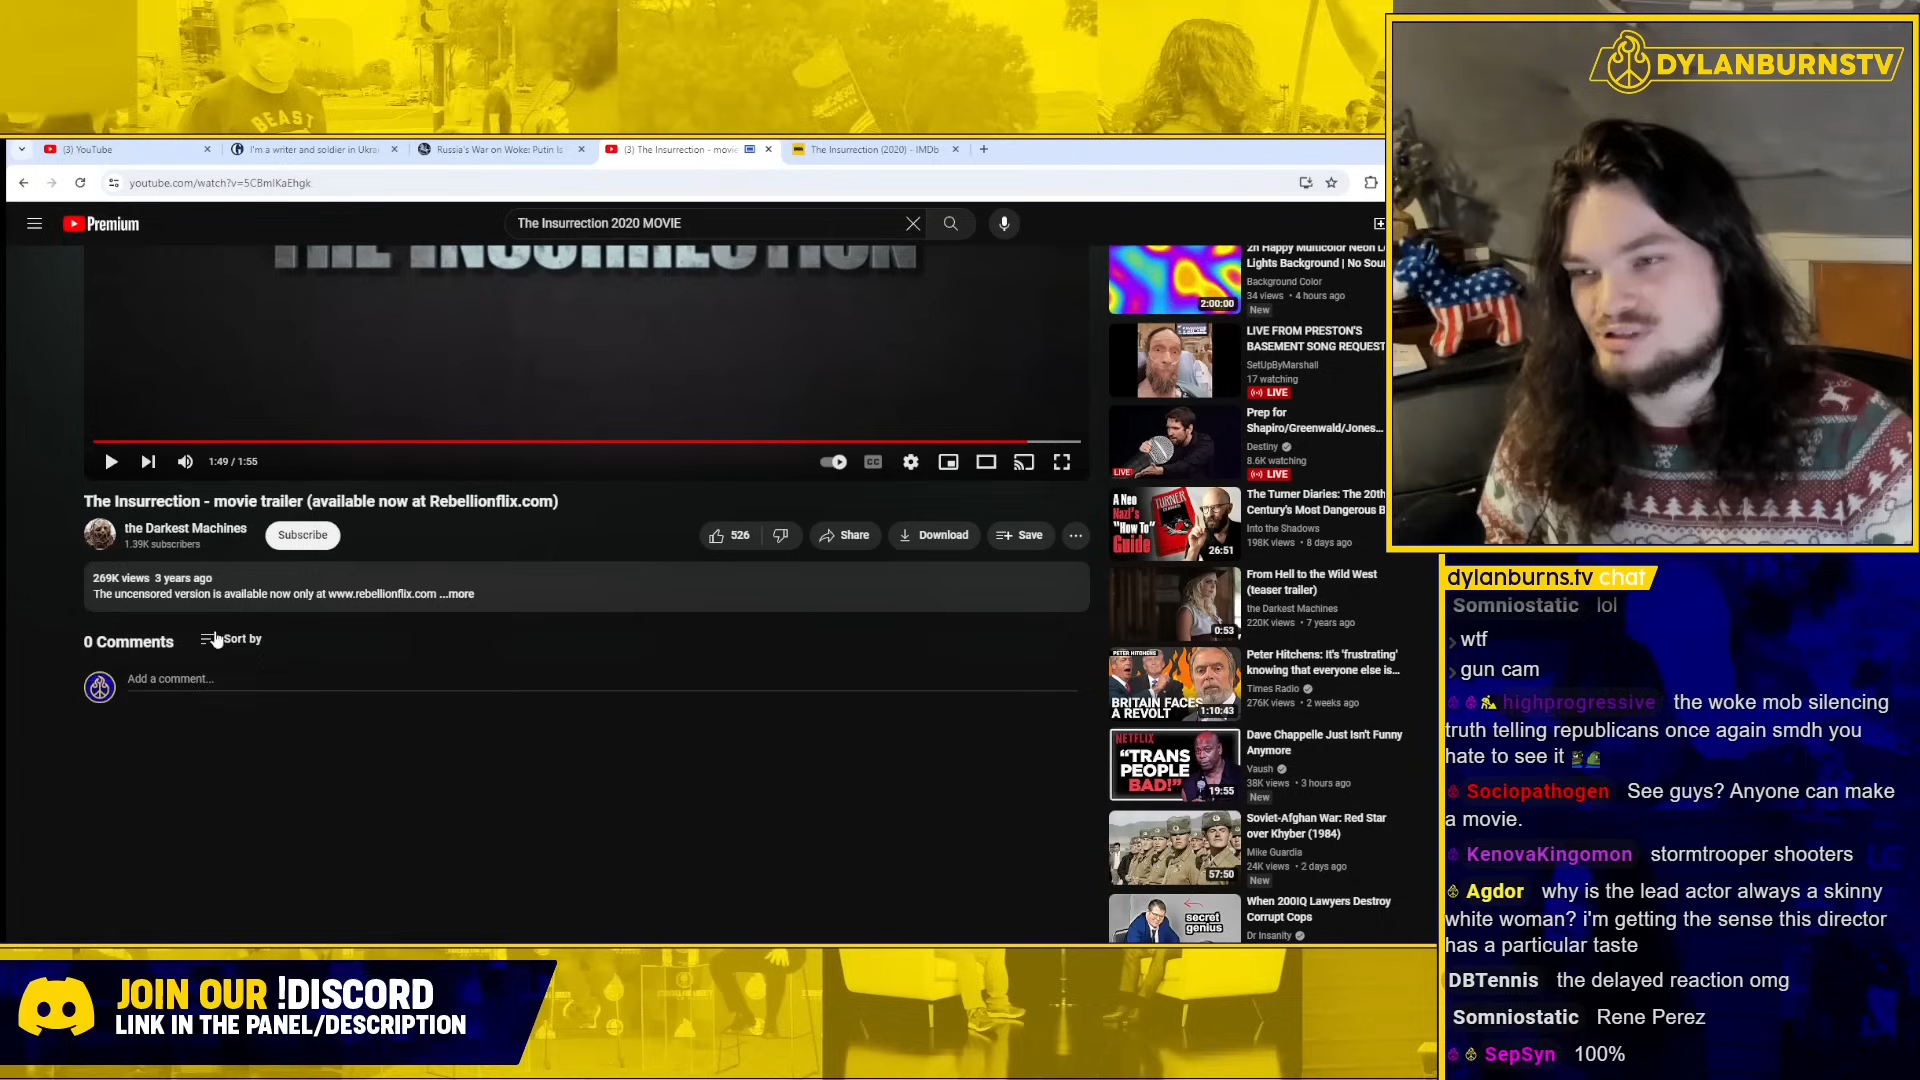 BEAST
DYLANBURNSTV
(3) YouTube
I'm a writer and soldier in Ukra
Russia's War on Woke: Putin Is
(3) The Insurrection - movie
The Insurrection (2020) - IMDb
youtube.com/watch?v=5CBmlKaEhgk
Premium
The Insurrection 2020 MOVIE
THE INSURRECTION
1:49 / 1:55
CC
The Insurrection - movie trailer (available now at Rebellionflix.com)
the Darkest Machines
1.39K subscribers
Subscribe
526
Share
Download
Save
269K views 3 years ago
The uncensored version is available now only at www.rebellionflix.com ...more
0 Comments
Sort by
Add a comment...
2h Happy Multicolor Neon L
Lights Background | No Sou
Background Color
34 views • 4 hours ago
New
2:00:00
LIVE FROM PRESTON'S
BASEMENT SONG REQUEST
SetUpByMarshall
17 watching
LIVE
Prep for
Shapiro/Greenwald/Jones...
Destiny
8.6K watching
LIVE
LIVE
A Neo
Nazi's
"How To"
Guide
TURNER
26:51
The Turner Diaries: The 20th
Century's Most Dangerous B
Into the Shadows
198K views • 8 days ago
From Hell to the Wild West
(teaser trailer)
the Darkest Machines
220K views • 7 years ago
0:53
PETER HITCHENS
BRITAIN FACES
A REVOLT
1:10:43
Peter Hitchens: It's 'frustrating'
knowing that everyone else is...
Times Radio
276K views • 2 weeks ago
NETFLIX
"TRANS
PEOPLE
BAD!"
19:55
Dave Chappelle Just Isn't Funny
Anymore
Vaush
38K views • 3 hours ago
New
Soviet-Afghan War: Red Star
over Khyber (1984)
Mike Guardia
24K views • 2 days ago
New
57:50
secret
genius
When 200IQ Lawyers Destroy
Corrupt Cops
Dr Insanity
dylanburns.tv chat
Somniostatic lol
wtf
gun cam
highprogressive the woke mob silencing
truth telling republicans once again smdh you
hate to see it
Sociopathogen See guys? Anyone can make
a movie.
KenovaKingomon stormtrooper shooters
Agdor why is the lead actor always a skinny
white woman? i'm getting the sense this director
has a particular taste
DBTennis the delayed reaction omg
Somniostatic Rene Perez
SepSyn 100%
JOIN OUR !DISCORD
LINK IN THE PANEL/DESCRIPTION